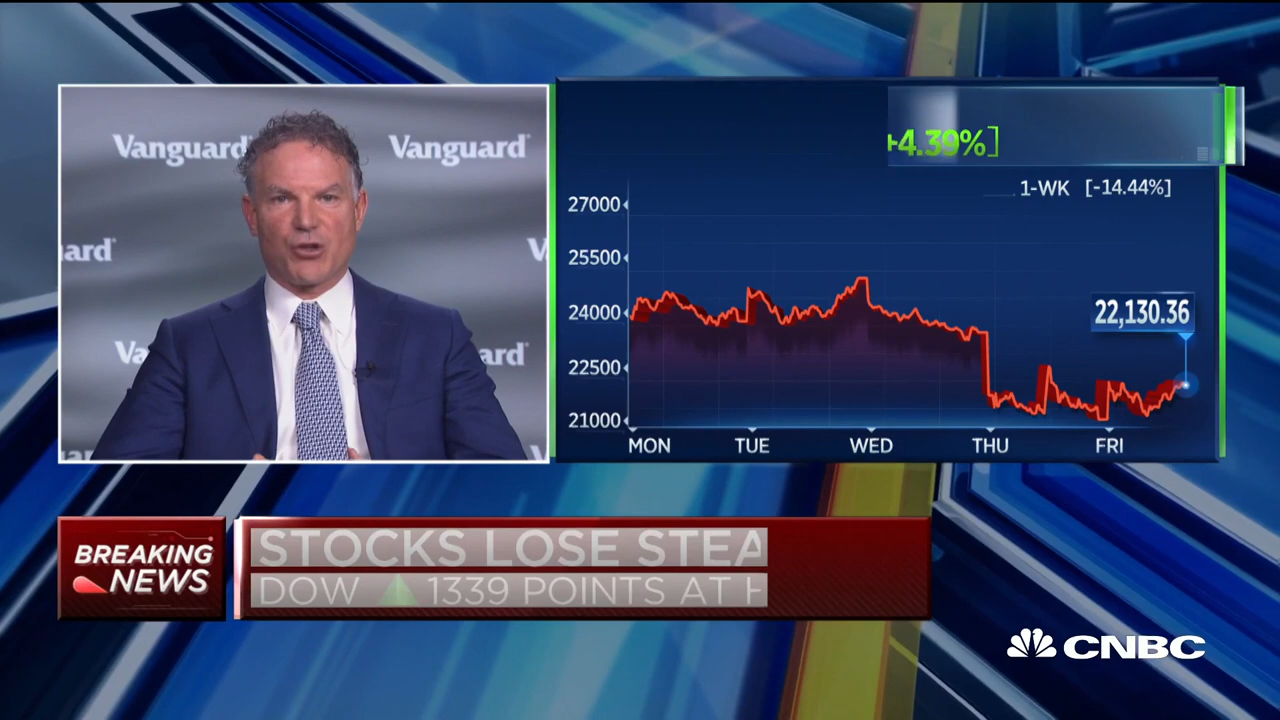 Vanguard
Vanguard
uard
V
Va
ard
+4.39%]
1-WK [-14.44%]
27000
25500
24000
22500
21000
22,130.36
MON TUE WED THU FRI
BREAKING
NEWS
STOCKS LOSE STEA
DOW ▲ 1339 POINTS AT H
CNBC